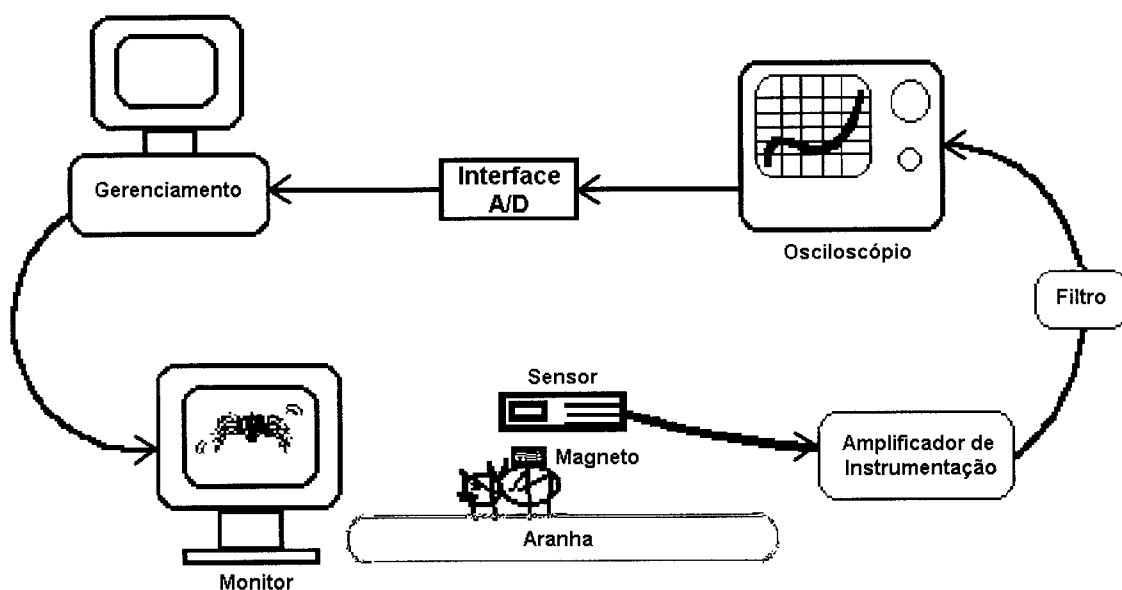 Gerenciamento
Interface
A/D
Osciloscópio
Filtro
Sensor
Magneto
Amplificador de
Instrumentação
Aranha
Monitor